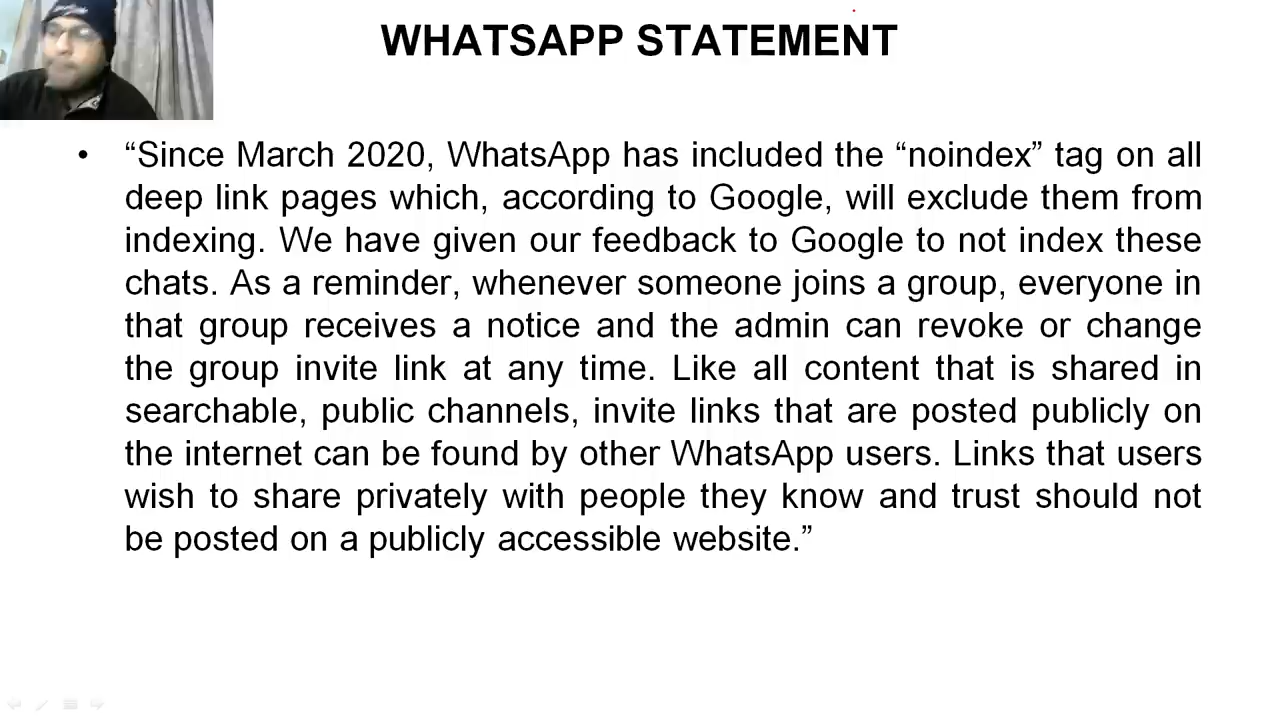 WHATSAPP STATEMENT
• “Since March 2020, WhatsApp has included the “noindex” tag on all
deep link pages which, according to Google, will exclude them from
indexing. We have given our feedback to Google to not index these
chats. As a reminder, whenever someone joins a group, everyone in
that group receives a notice and the admin can revoke or change
the group invite link at any time. Like all content that is shared in
searchable, public channels, invite links that are posted publicly on
the internet can be found by other WhatsApp users. Links that users
wish to share privately with people they know and trust should not
be posted on a publicly accessible website.”